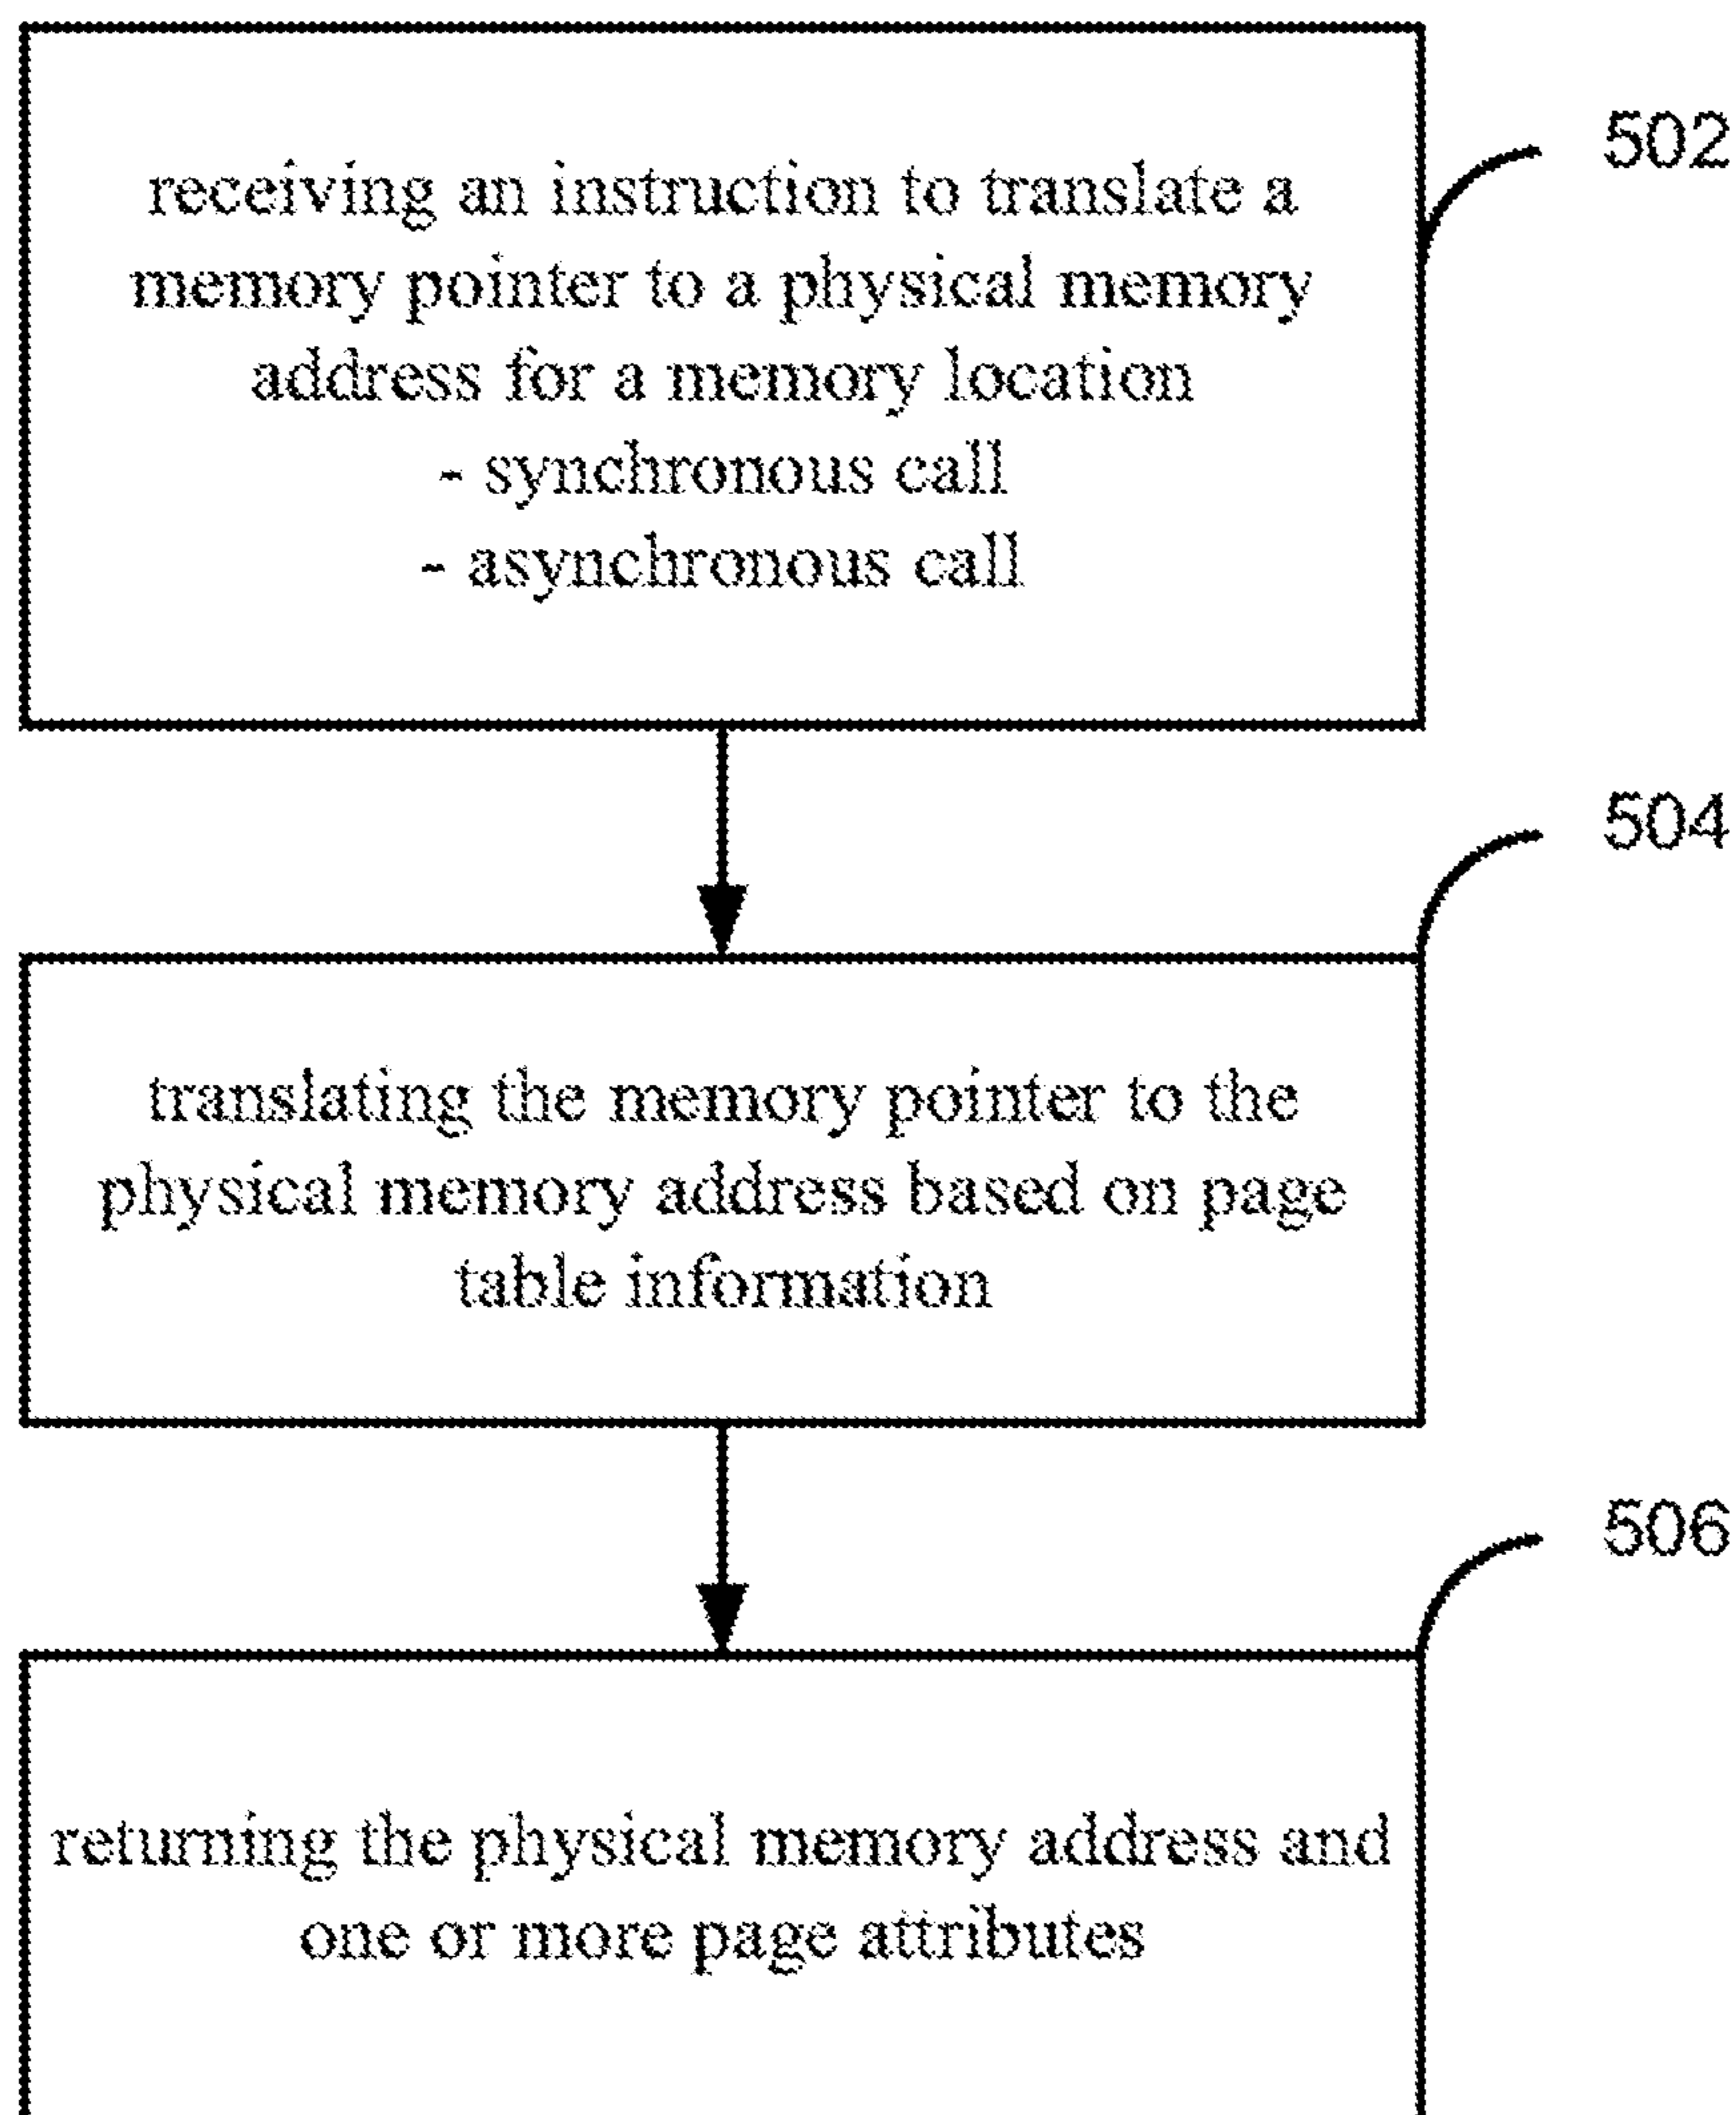 receiving an instruction to translate a
memory pointer to a physical memory
address for a memory location
- synchronous call
- asynchronous call
502
504
translating the memory pointer to the
physical memory address based on page
table information
506
returning the physical memory address and
one or more page attributes